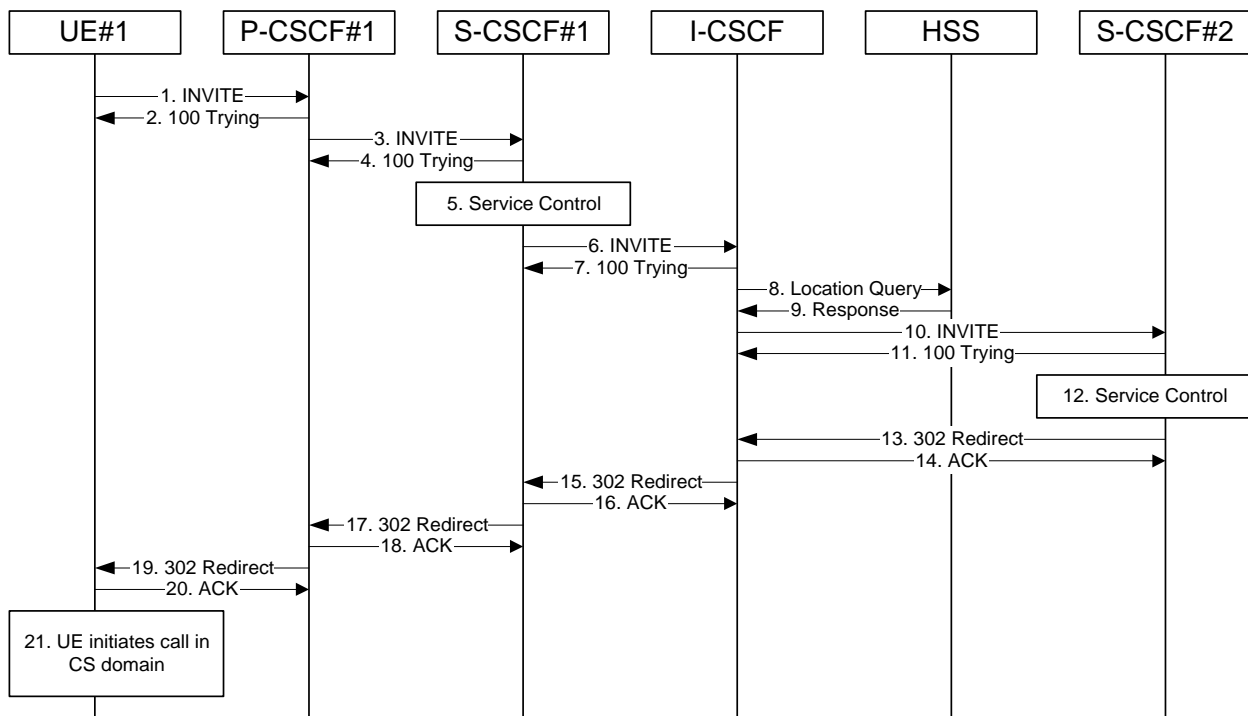 UE#1
P-CSCF#1
S-CSCF#1
I-CSCF
HSS
S-CSCF#2
1. INVITE
2. 100 Trying
3. INVITE
4. 100 Trying
5. Service Control
6. INVITE
7. 100 Trying
8. Location Query
9. Response
10. INVITE
11. 100 Trying
12. Service Control
13. 302 Redirect
14. ACK
15. 302 Redirect
16. ACK
17. 302 Redirect
18. ACK
19. 302 Redirect
20. ACK
21. UE initiates call in
CS domain